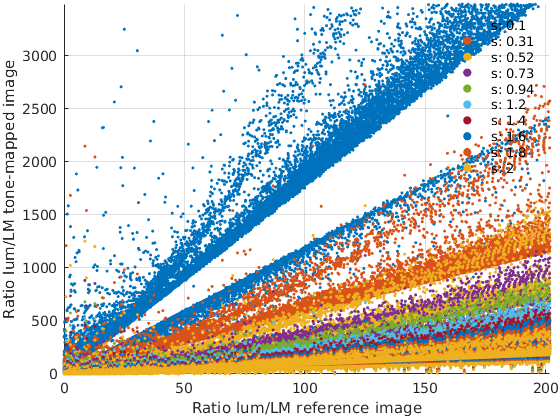 s: 0.1
s: 0.31
s: 0.52
s: 0.73
s: 0.94
s: 1.2
s: 1.4
s: 1.6
s: 1.8
s: 2
3000
2500
2000
1500
1000
500
0
0
50
100
150
200
Ratio lum/LM tone-mapped image
Ratio lum/LM reference image